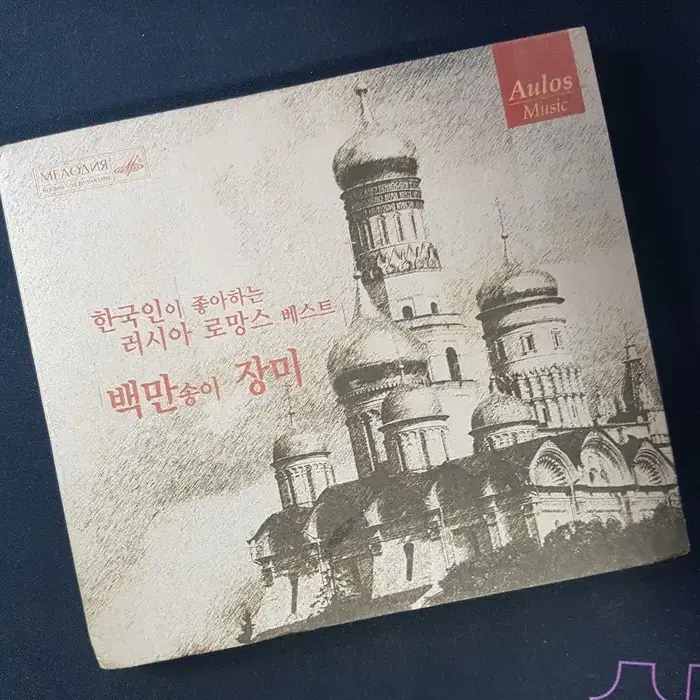 Aulos
Music
МЕЛОДИЯ
한국인이 좋아하는
러시아 로망스 베스트
백만송이 장미